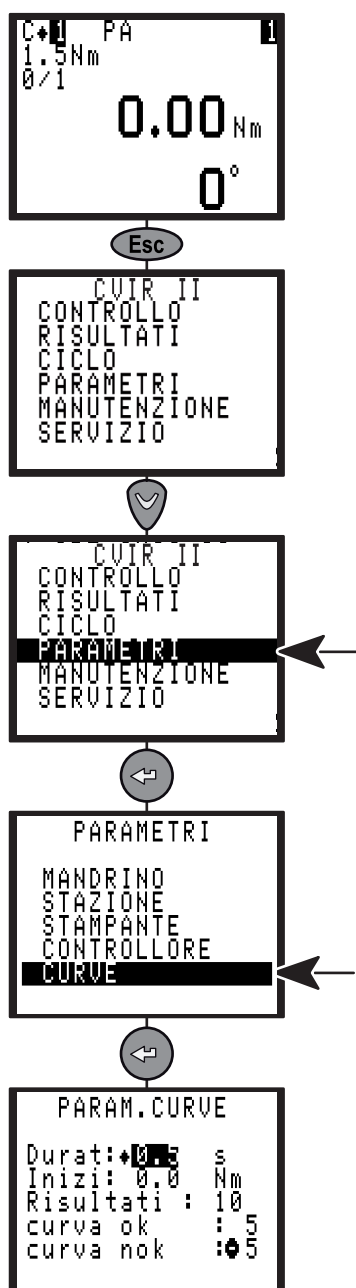 C♦1 PA 1
1.5Nm
0/1
0.00 Nm
0°
Esc
CVIR II
CONTROLLO
RISULTATI
CICLO
PARAMETRI
MANUTENZIONE
SERVIZIO
CVIR II
CONTROLLO
RISULTATI
CICLO
PARAMETRI
MANUTENZIONE
SERVIZIO
PARAMETRI
MANDRINO
STAZIONE
STAMPANTE
CONTROLLORE
CURVE
PARAM.CURVE
Durat:♦0.5 s
Inizi: 0.0 Nm
Risultati : 10
curva ok : 5
curva nok :♦5